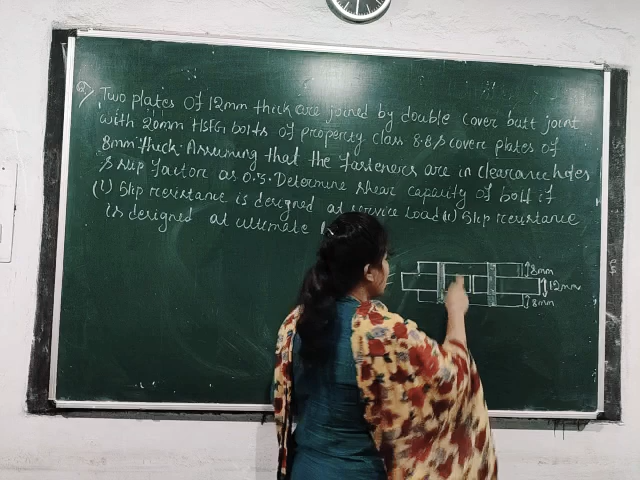 Q) Two plates of 12mm thick are joined by double cover butt joint
with 20mm HSFG bolts of property class 8.8 & cover plates of
8mm thick. Assuming that the fasteners are in clearance holes
& slip factor as 0.5. Determine shear capacity of bolt if
(i) Slip resistance is designed at service load (ii) Slip resistance
is designed at ultimate
8mm
12mm
8mm